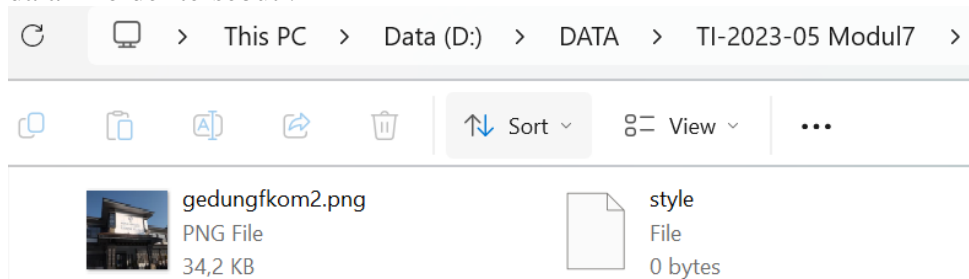 This PC > Data (D:) > DATA > TI-2023-05 Modul7 >
Sort View ...
gedungfkom2.png
PNG File
34,2 KB
style
File
0 bytes